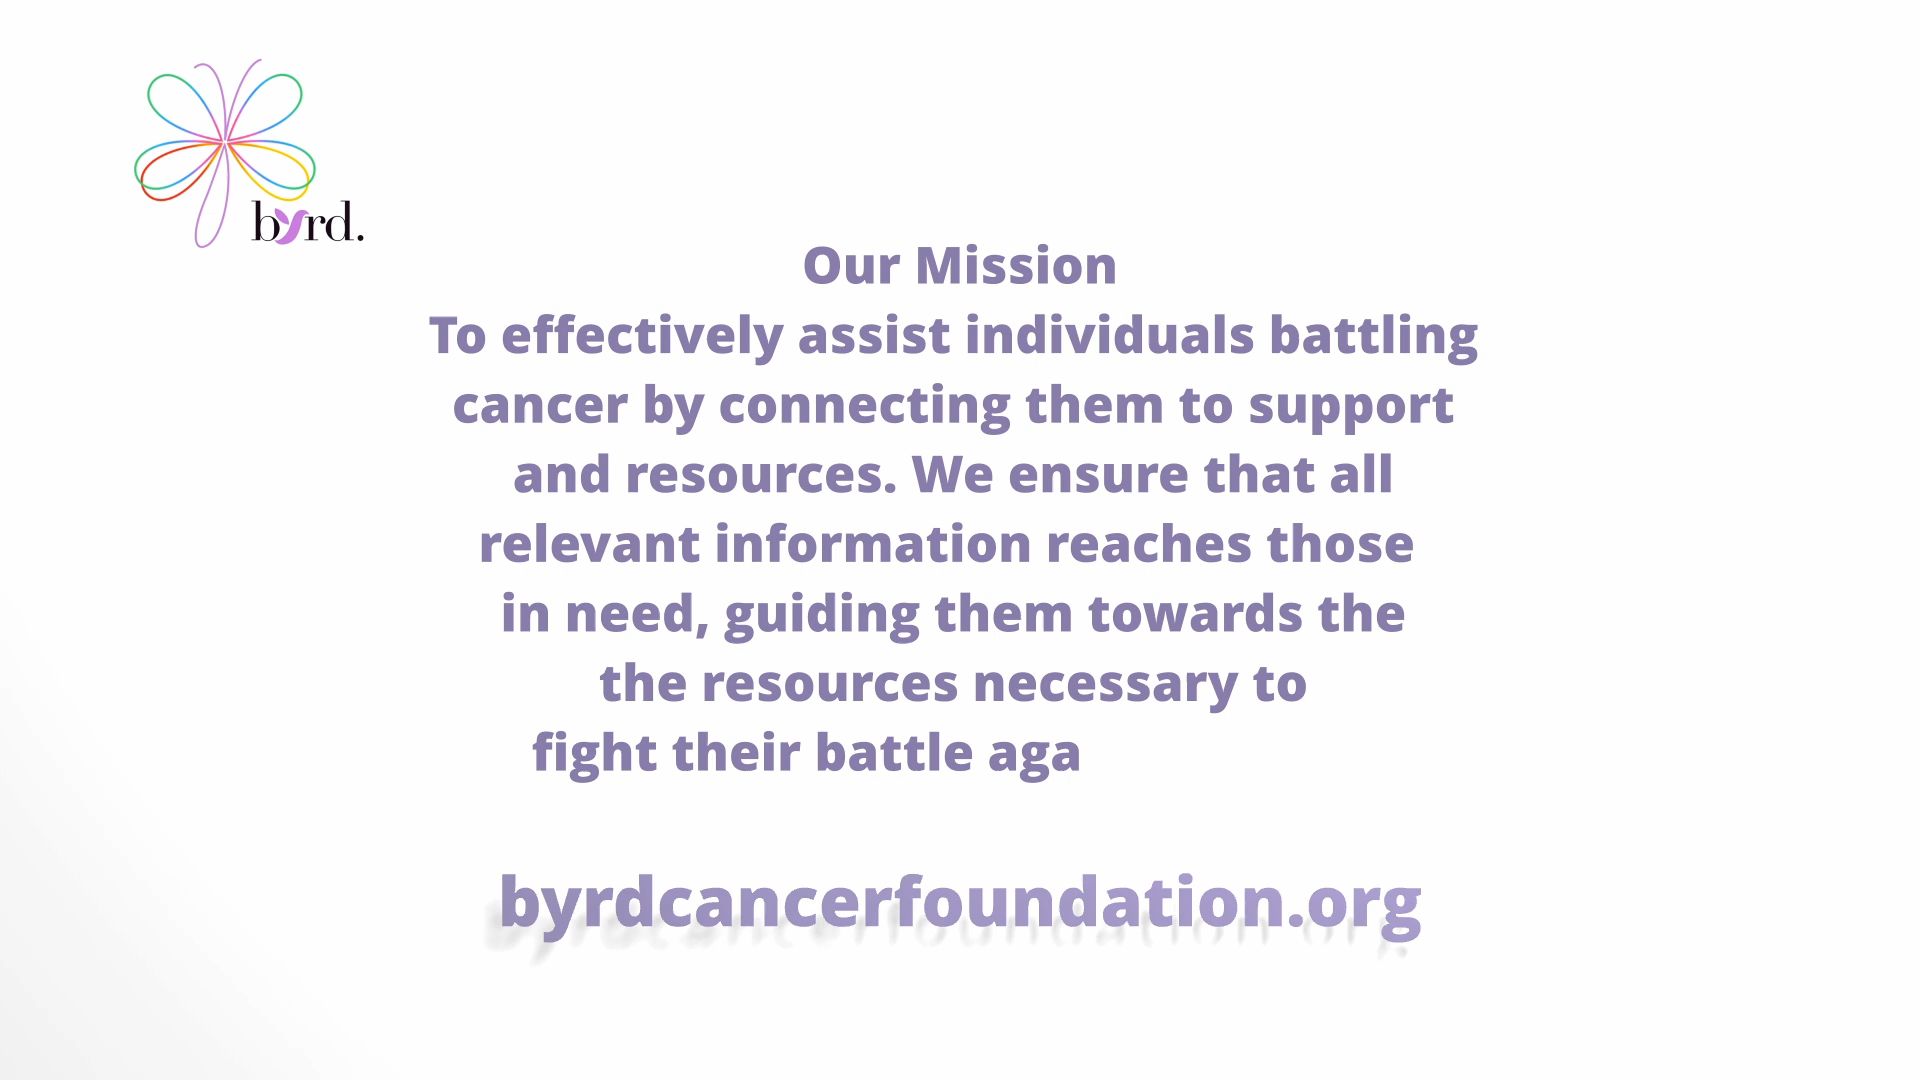 byrd.
Our Mission
To effectively assist individuals battling
cancer by connecting them to support
and resources. We ensure that all
relevant information reaches those
in need, guiding them towards the
the resources necessary to
fight their battle aga
byrdcancerfoundation.org